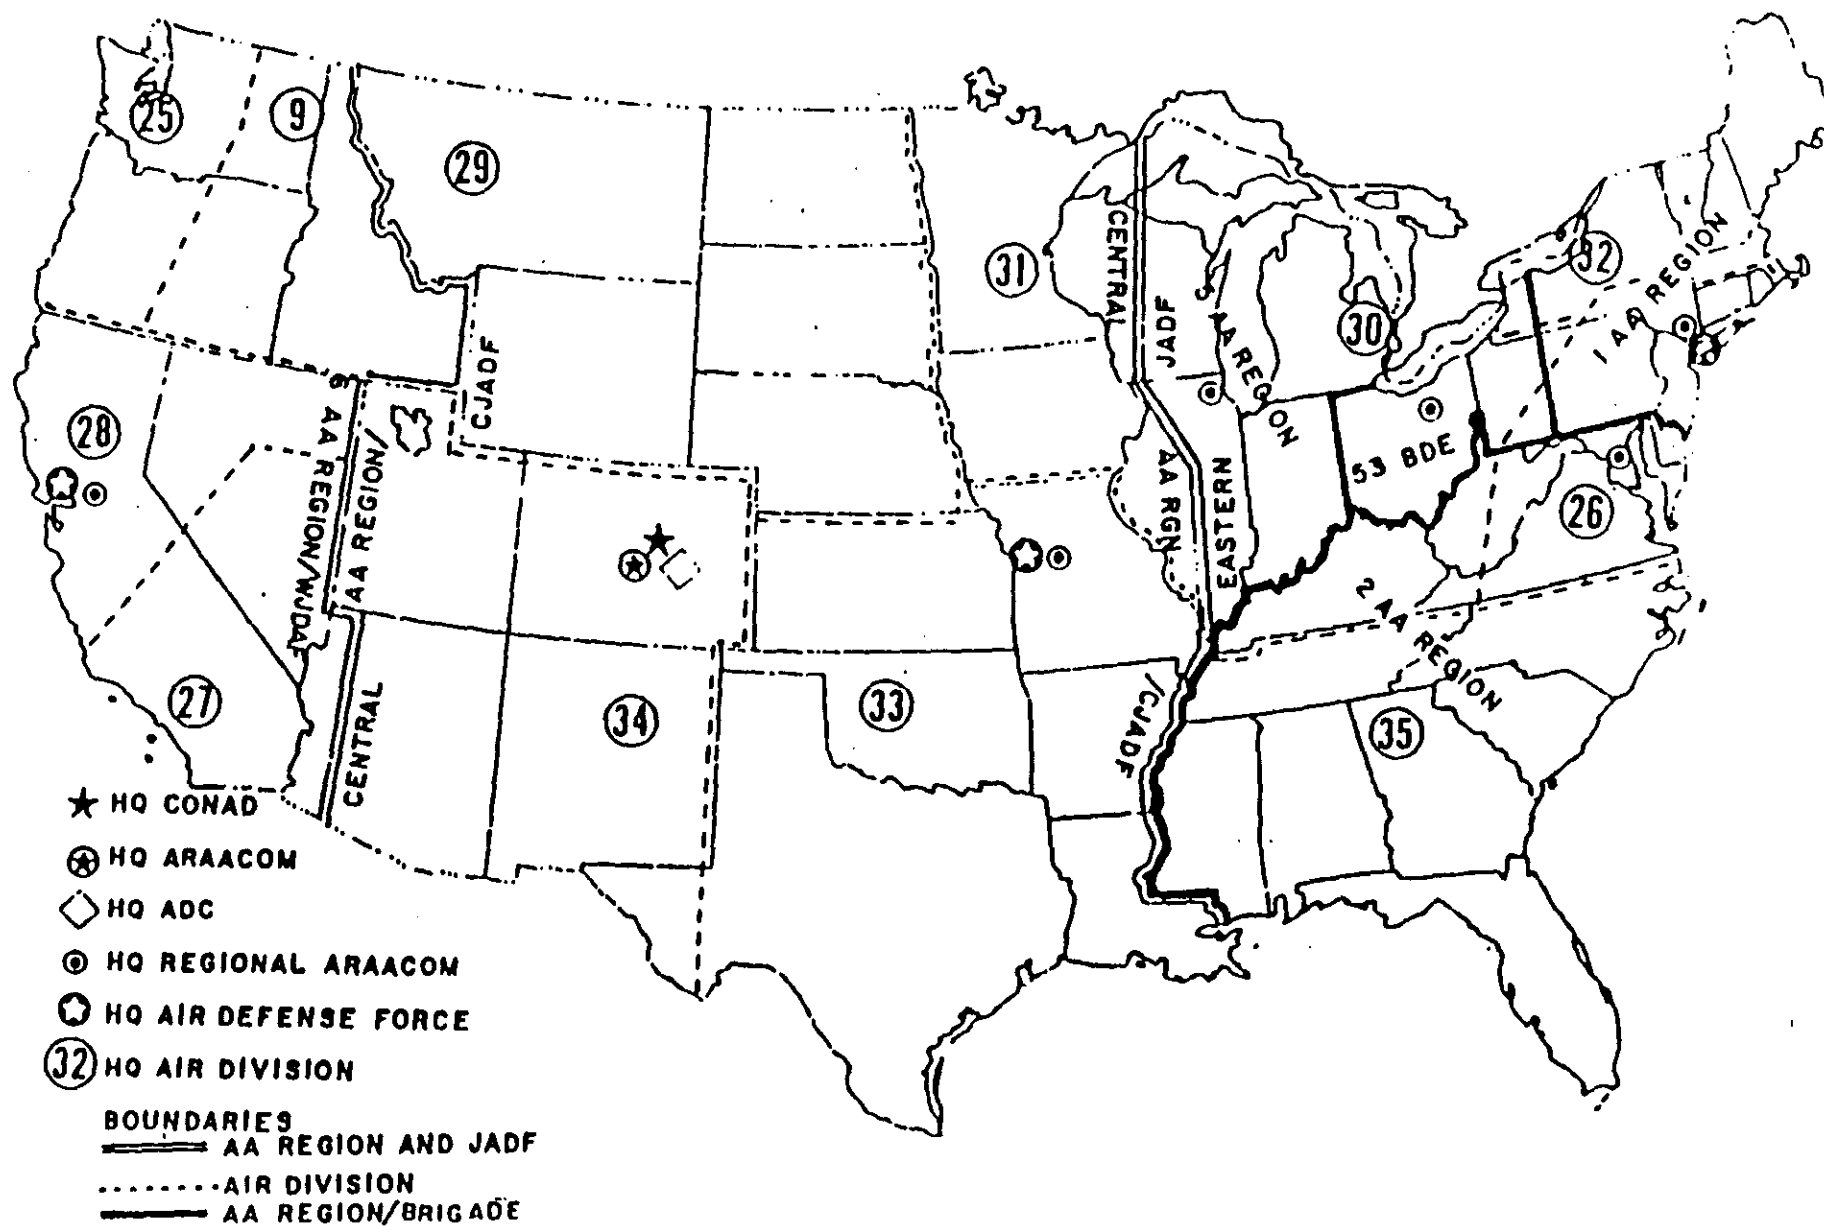 25
9
29
31
CENTRAL
JADF
AA REGION
30
32
1 AA REGION
CJADF
28
6 AA REGION/WJDAF
AA REGION/
CENTRAL
AA RGN
/CJADF
EASTERN
53 BDE
26
2 AA REGION
27
34
33
35
HQ CONAD
HQ ARAACOM
HQ ADC
HQ REGIONAL ARAACOM
HQ AIR DEFENSE FORCE
32 HQ AIR DIVISION
BOUNDARIES
AA REGION AND JADF
AIR DIVISION
AA REGION/BRIGADE